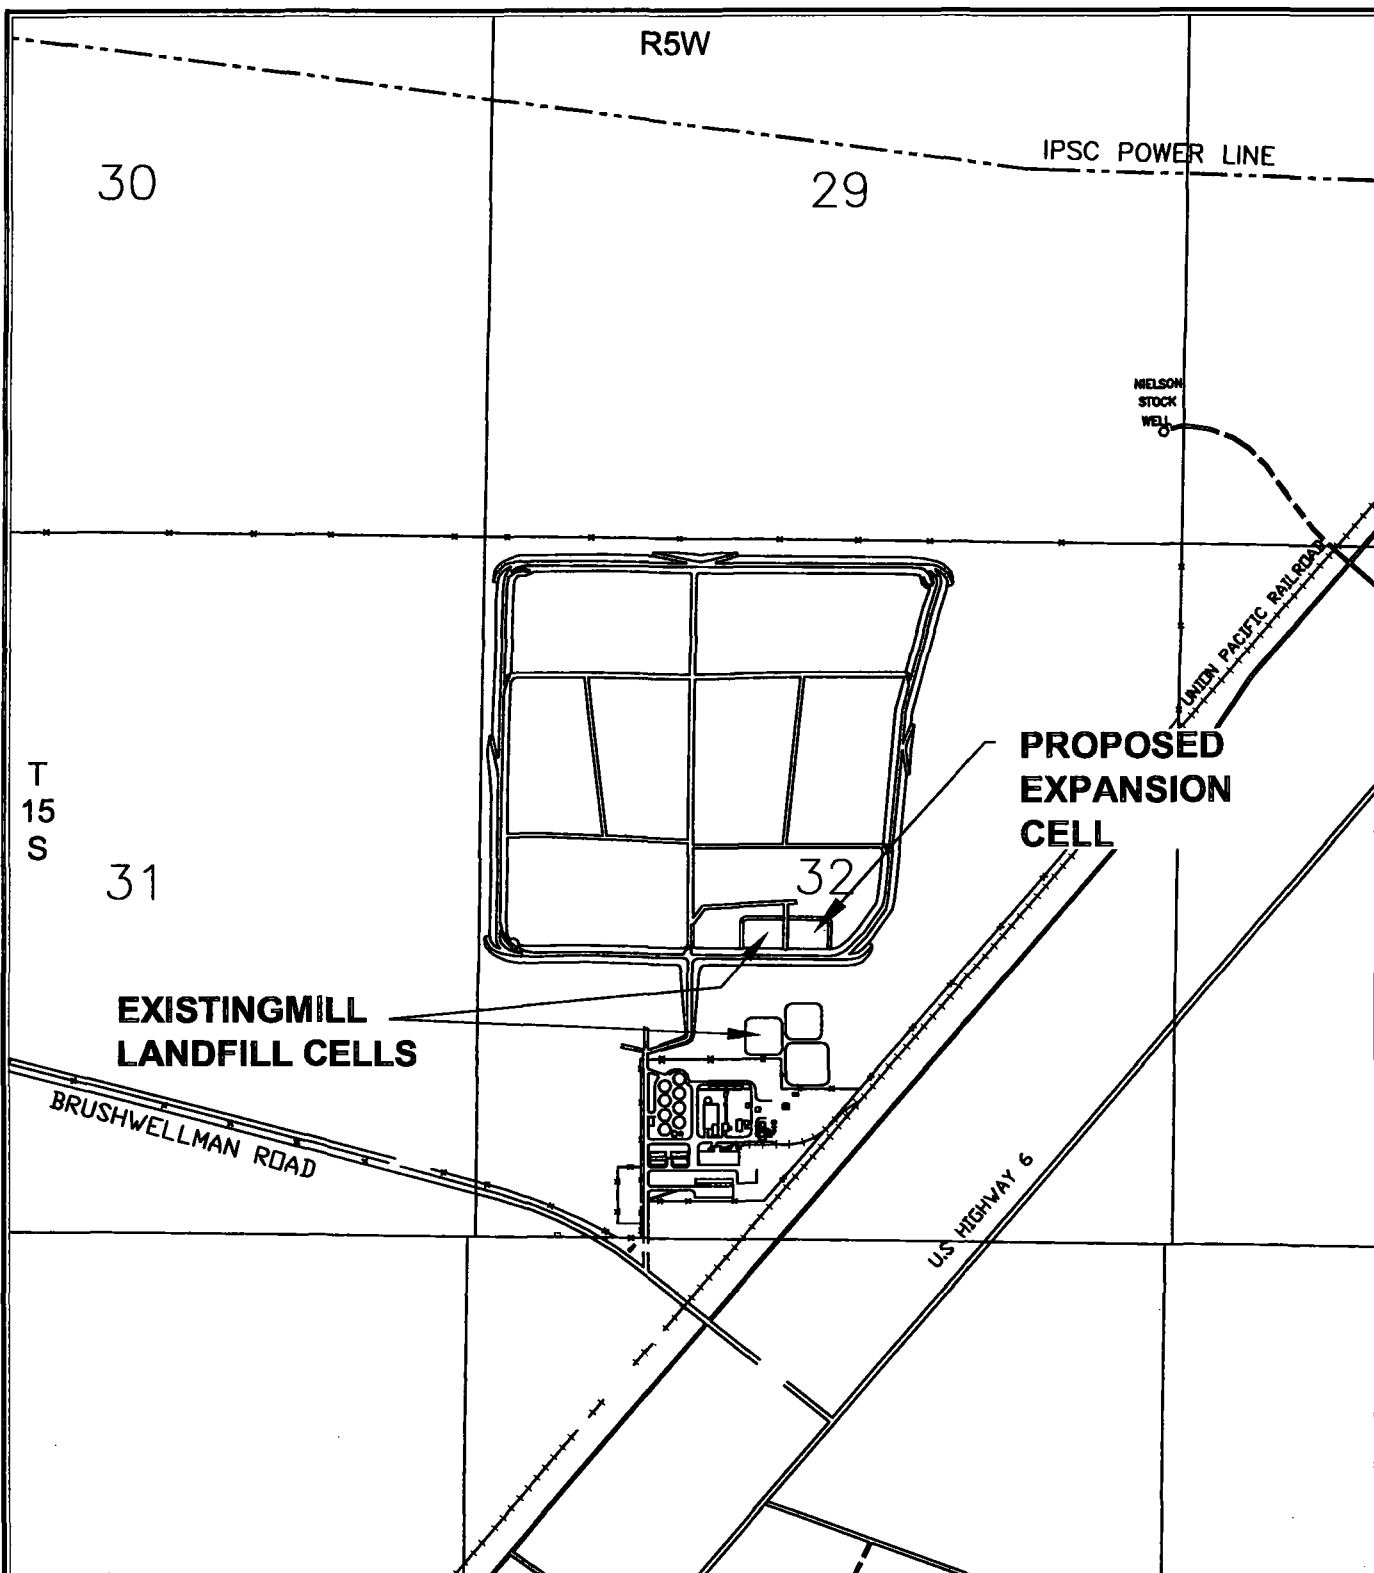 R5W
IPSC POWER LINE
30
29
NIELSON
STOCK
WELL
UNION PACIFIC RAILROAD
PROPOSED
EXPANSION
CELL
T
15
S
31
32
EXISTINGMILL
LANDFILL CELLS
BRUSHWELLMAN ROAD
U.S HIGHWAY 6